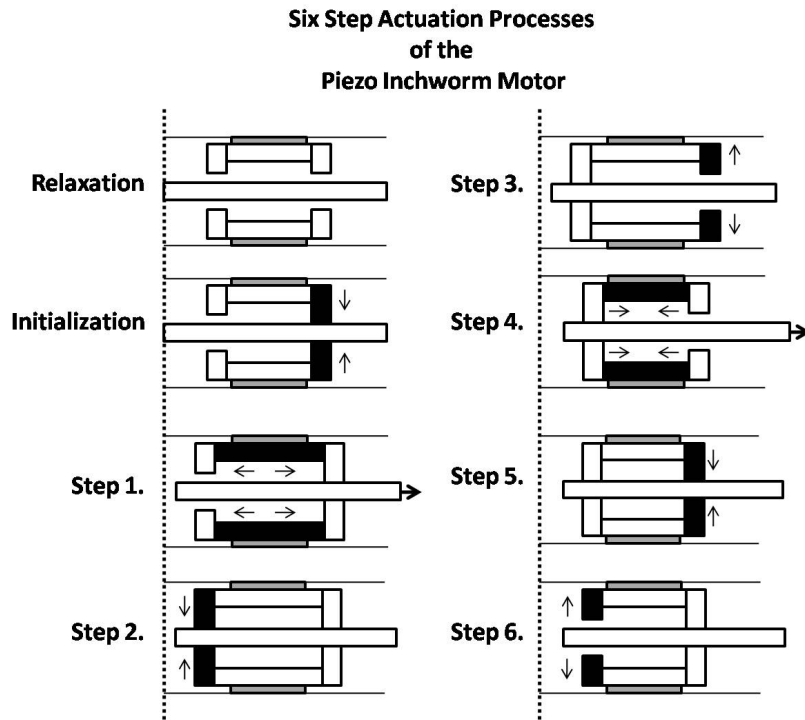 Six Step Actuation Processes
of the
Piezo Inchworm Motor
Relaxation
Initialization
Step 1.
Step 2.
Step 3.
Step 4.
Step 5.
Step 6.